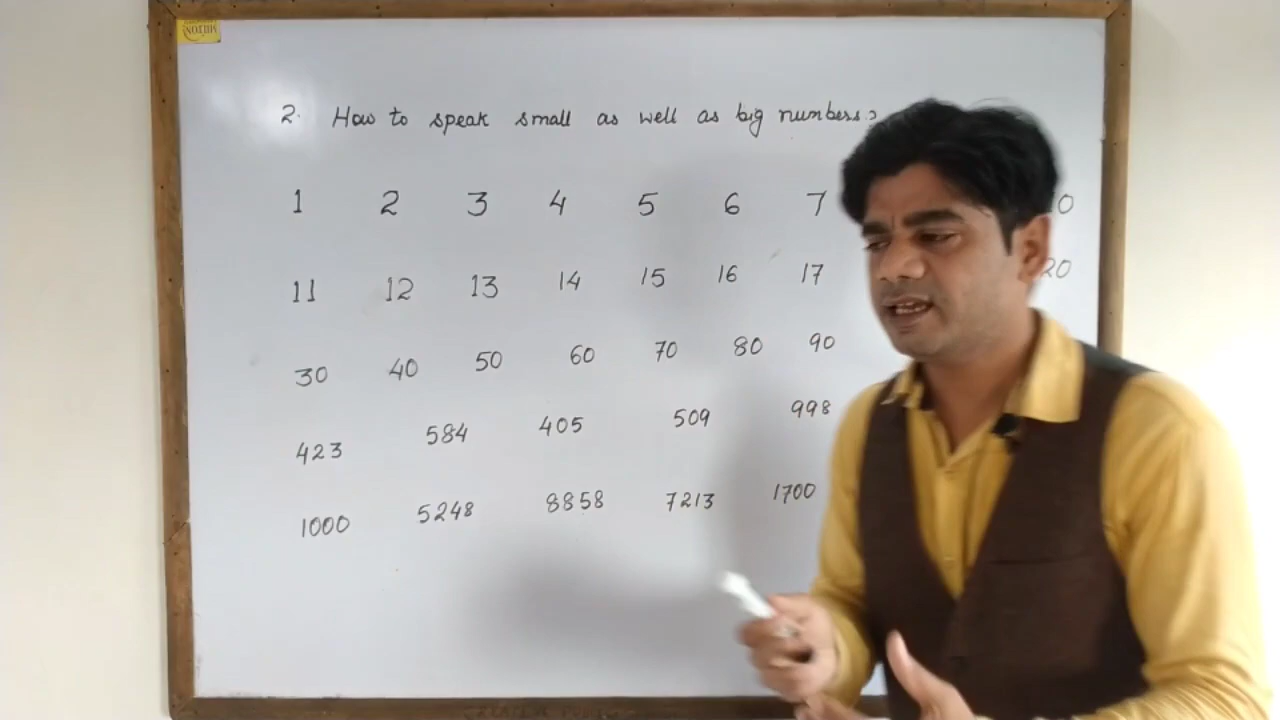 2. How to speak small as well as big numbers?
1 2 3 4 5 6 7
11 12 13 14 15 16 17 20
30 40 50 60 70 80 90
423 584 405 509 998
1000 5248 8858 7213 1700
MILTON